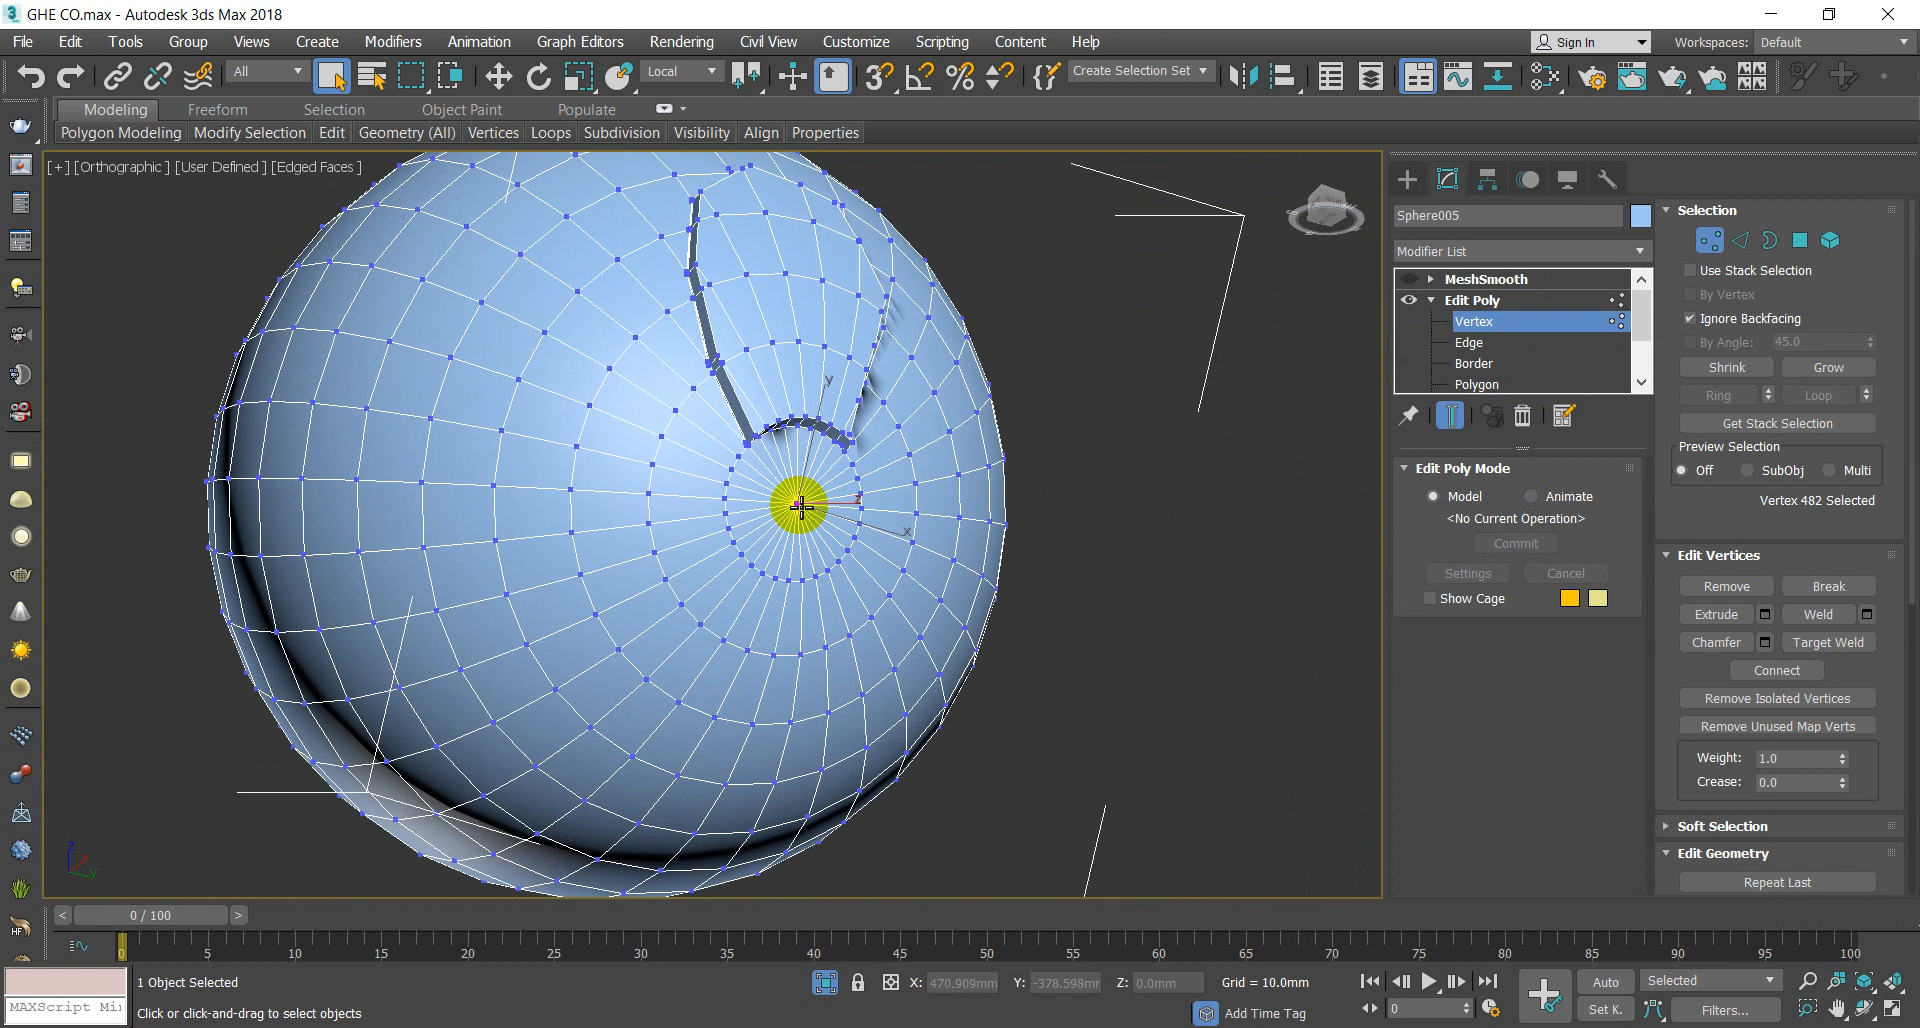 GHE CO.max - Autodesk 3ds Max 2018
File Edit Tools Group Views Create Modifiers Animation Graph Editors Rendering Civil View Customize Scripting Content Help
Sign In
Workspaces: Default
All
Local
Create Selection Set
Modeling Freeform Selection Object Paint Populate
Polygon Modeling Modify Selection Edit Geometry (All) Vertices Loops Subdivision Visibility Align Properties
[+] [Orthographic ] [User Defined ] [Edged Faces ]
y
z
x
Sphere005
Modifier List
MeshSmooth
Edit Poly
Vertex
Edge
Border
Polygon
Edit Poly Mode
Model Animate
<No Current Operation>
Commit
Settings Cancel
Show Cage
Selection
Use Stack Selection
By Vertex
Ignore Backfacing
By Angle: 45.0
Shrink Grow
Ring Loop
Get Stack Selection
Preview Selection
Off SubObj Multi
Vertex 482 Selected
Edit Vertices
Remove Break
Extrude Weld
Chamfer Target Weld
Connect
Remove Isolated Vertices
Remove Unused Map Verts
Weight: 1.0
Crease: 0.0
Soft Selection
Edit Geometry
Repeat Last
z
x
y
HF
< 0 / 100 >
0 5 10 15 20 25 30 35 40 45 50 55 60 65 70 75 80 85 90 95 100
1 Object Selected
X: 470.909mm Y: -378.598mm Z: 0.0mm Grid = 10.0mm
Auto Selected
MAXScript Mi
Click or click-and-drag to select objects
Add Time Tag
0
Set K. Filters...